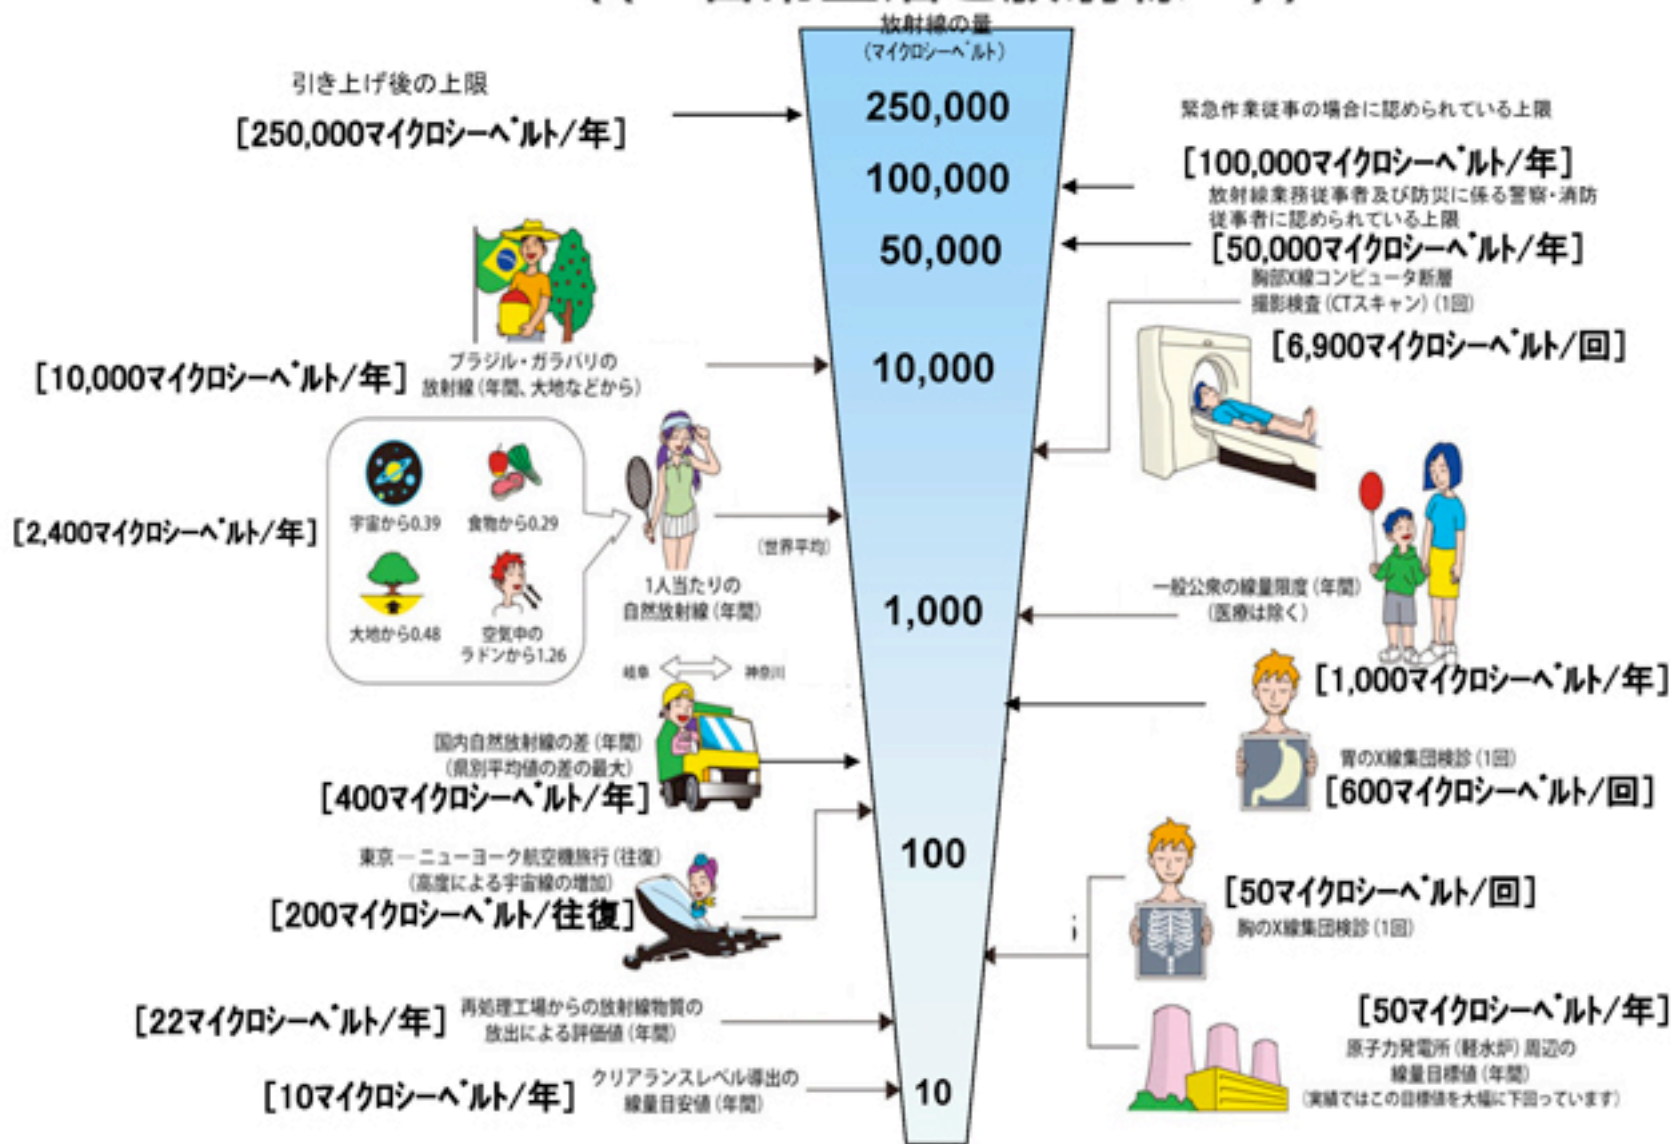 放射線の量
(マイクロシーベルト)
250,000
100,000
50,000
10,000
1,000
100
10
引き上げ後の上限
[250,000マイクロシーベルト/年]
[10,000マイクロシーベルト/年]
ブラジル・ガラパリの
放射線(年間、大地などから)
[2,400マイクロシーベルト/年]
宇宙から0.39
食物から0.29
大地から0.48
空気中の
ラドンから1.26
(世界平均)
1人当たりの
自然放射線(年間)
岐阜
神奈川
国内自然放射線の差(年間)
(県別平均値の差の最大)
[400マイクロシーベルト/年]
東京―ニューヨーク航空機旅行(往復)
(高度による宇宙線の増加)
[200マイクロシーベルト/往復]
[22マイクロシーベルト/年]
再処理工場からの放射線物質の
放出による評価値(年間)
[10マイクロシーベルト/年]
クリアランスレベル導出の
線量目安値(年間)
緊急作業従事の場合に認められている上限
[100,000マイクロシーベルト/年]
放射線業務従事者及び防災に係る警察・消防
従事者に認められている上限
[50,000マイクロシーベルト/年]
胸部X線コンピュータ断層
撮影検査(CTスキャン)(1回)
[6,900マイクロシーベルト/回]
一般公衆の線量限度(年間)
(医療は除く)
[1,000マイクロシーベルト/年]
胃のX線集団検診(1回)
[600マイクロシーベルト/回]
[50マイクロシーベルト/回]
胸のX線集団検診(1回)
[50マイクロシーベルト/年]
原子力発電所(軽水炉)周辺の
線量目標値(年間)
(実績ではこの目標値を大幅に下回っています)